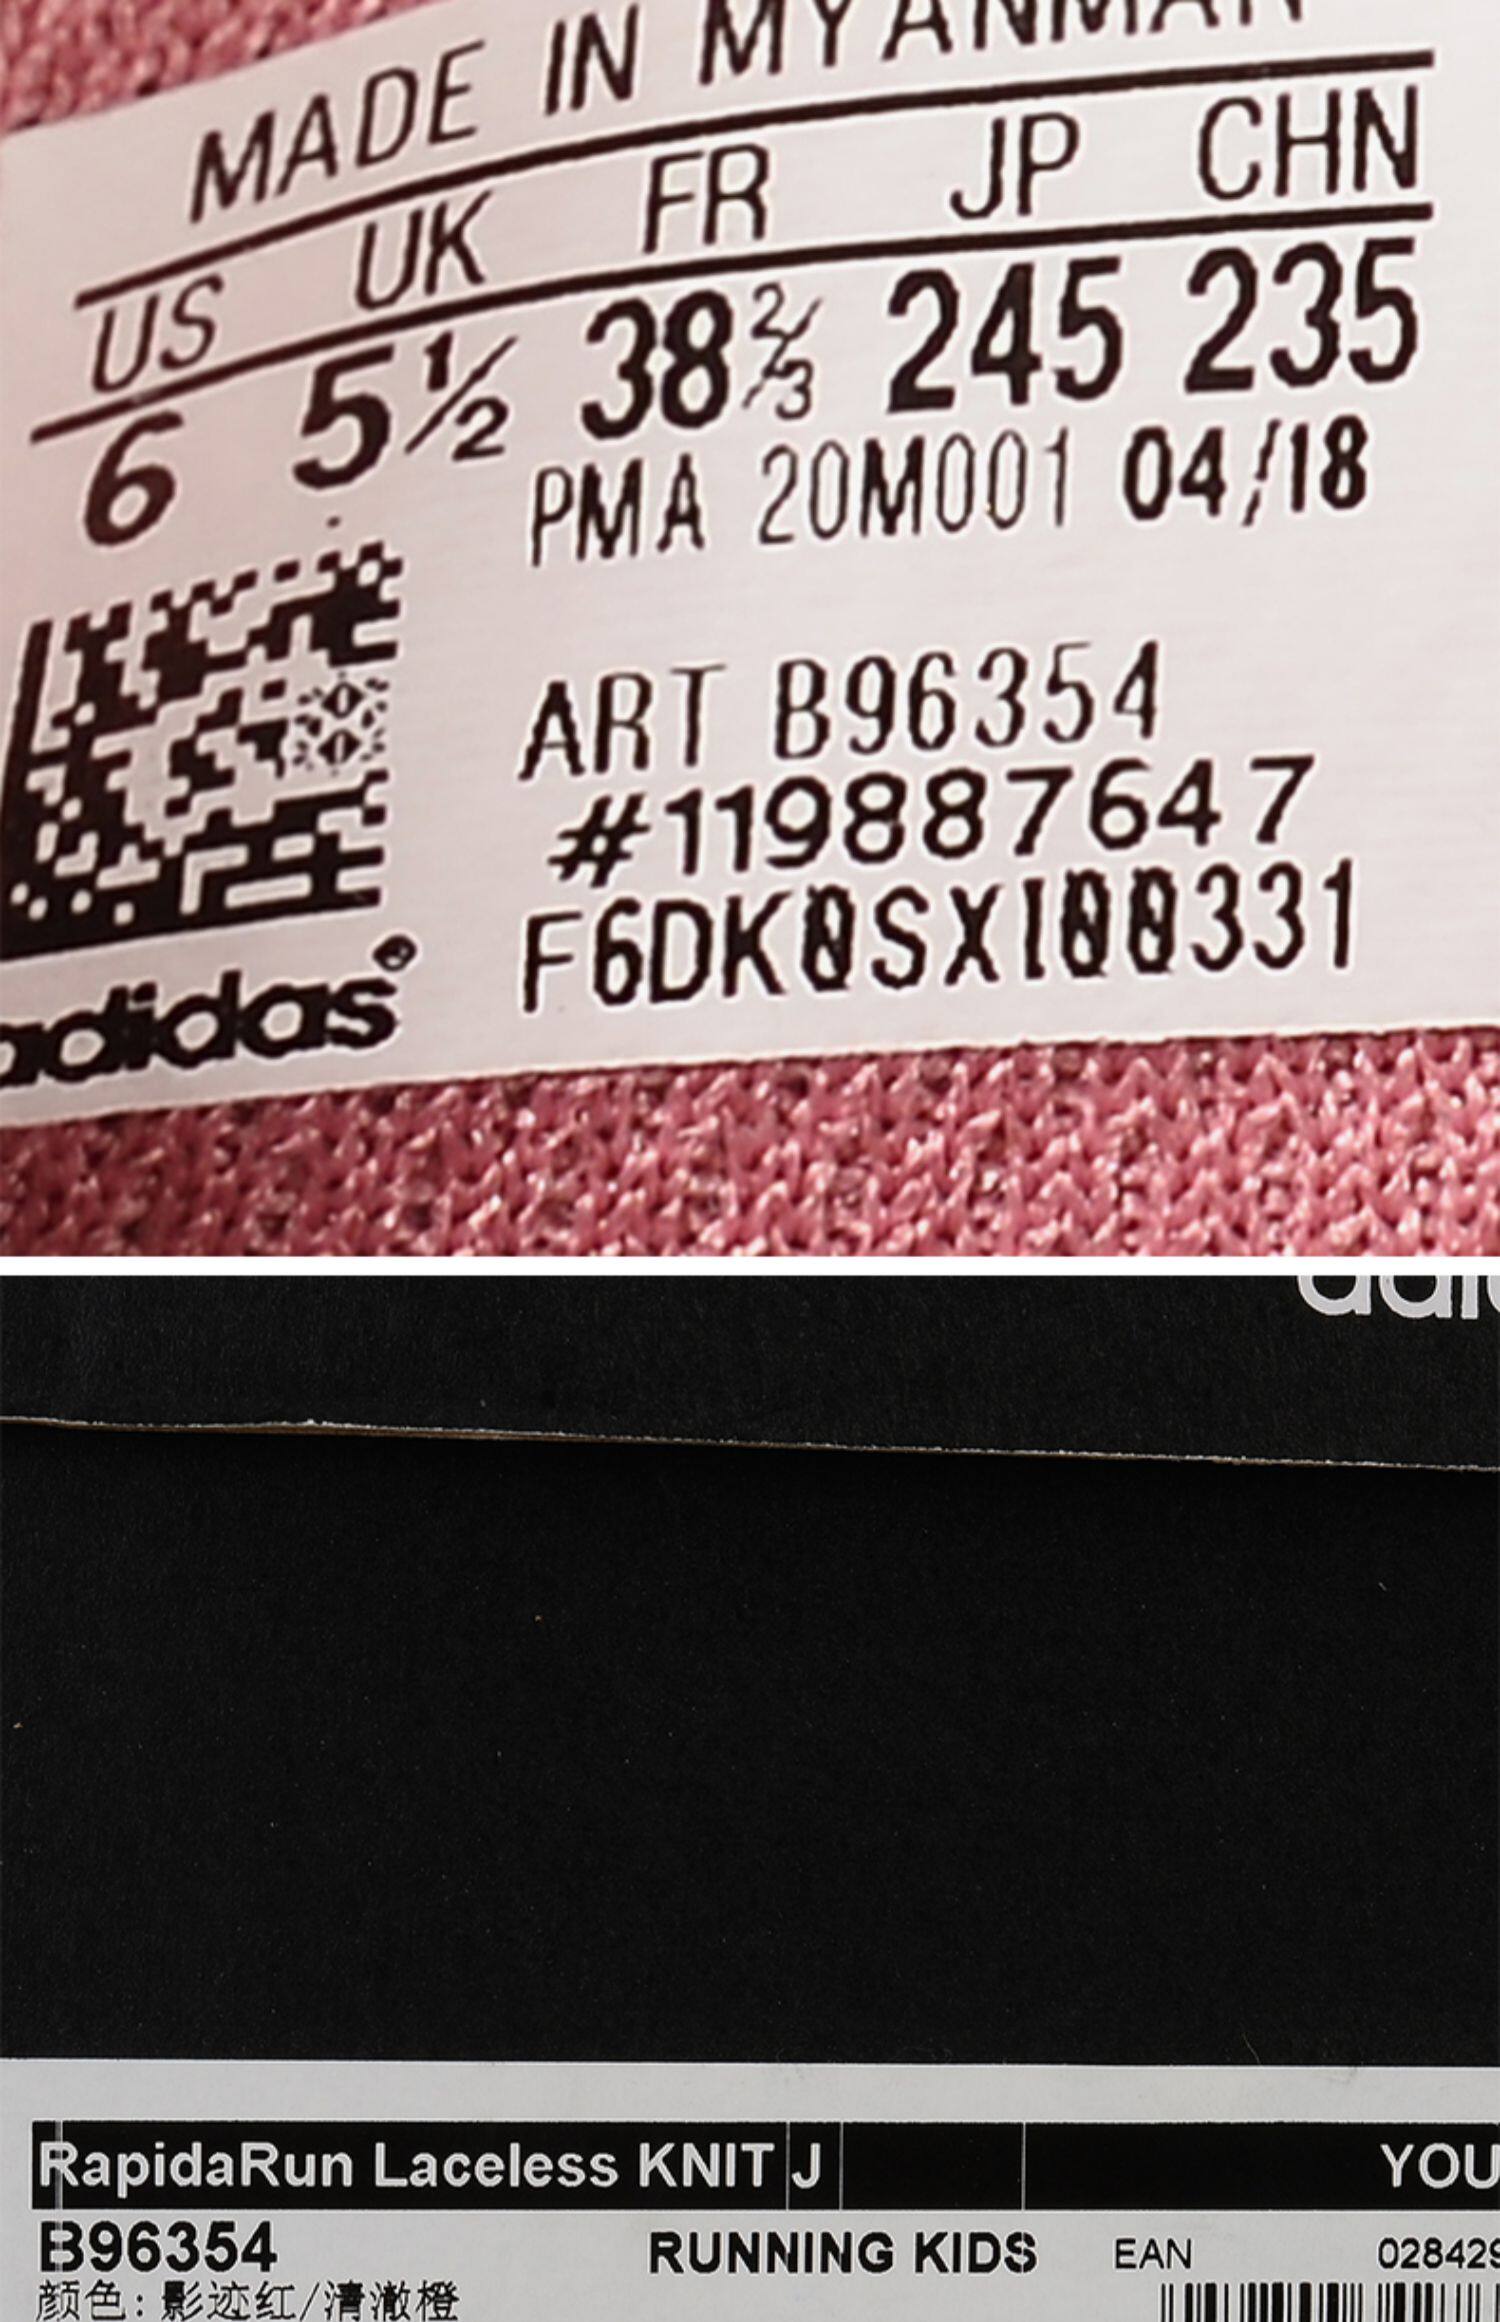 MADE IN MYANMAR
US UK FR JP CHN
6 5½ 38⅔ 245 235
PMA 20M001 04/18
ART B96354
#119887647
F6DK0SXI00331
adidas®
RapidaRun Laceless KNIT J YOU
B96354 RUNNING KIDS EAN 028429
颜色: 影迹红/清澈橙